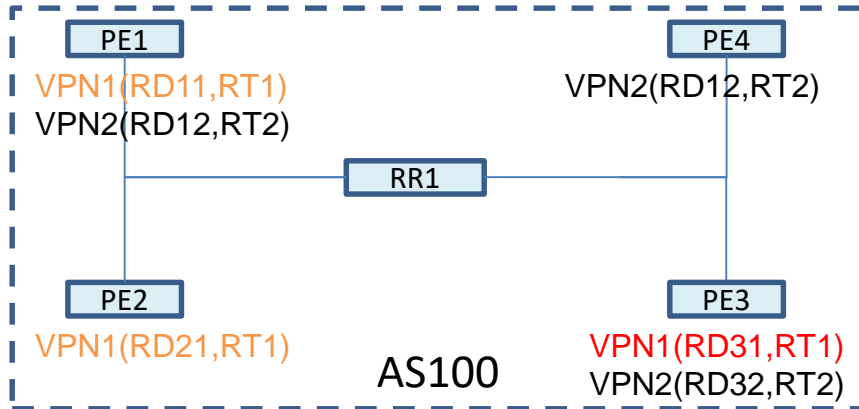 PE1
VPN1(RD11,RT1)
VPN2(RD12,RT2)
PE4
VPN2(RD12,RT2)
RR1
PE2
VPN1(RD21,RT1)
PE3
VPN1(RD31,RT1)
VPN2(RD32,RT2)
AS100